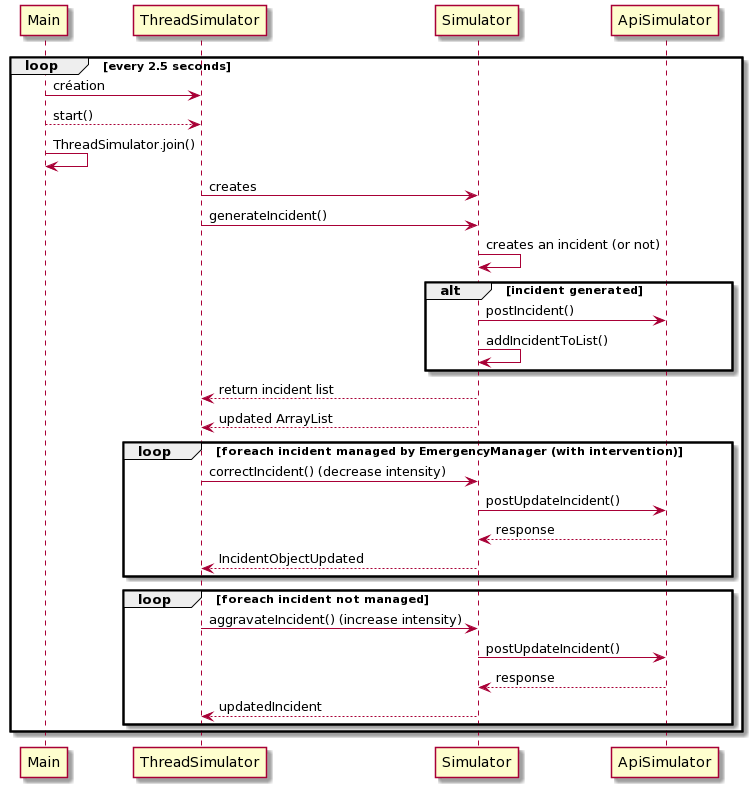 Main ThreadSimulator Simulator ApiSimulator
loop [every 2.5 seconds]
création
start()
ThreadSimulator.join()
creates
generateIncident()
creates an incident (or not)
alt [incident generated]
postIncident()
addIncidentToList()
return incident list
updated ArrayList
loop [foreach incident managed by EmergencyManager (with intervention)]
correctIncident() (decrease intensity)
postUpdateIncident()
response
IncidentObjectUpdated
loop [foreach incident not managed]
aggravateIncident() (increase intensity)
postUpdateIncident()
response
updatedIncident
Main ThreadSimulator Simulator ApiSimulator